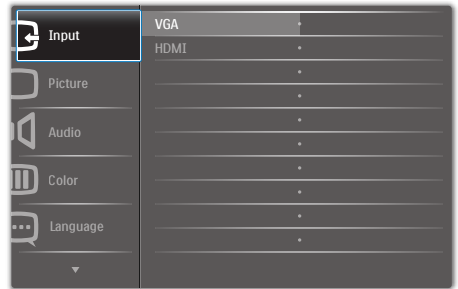 Input
VGA
HDMI
Picture
Audio
Color
Language